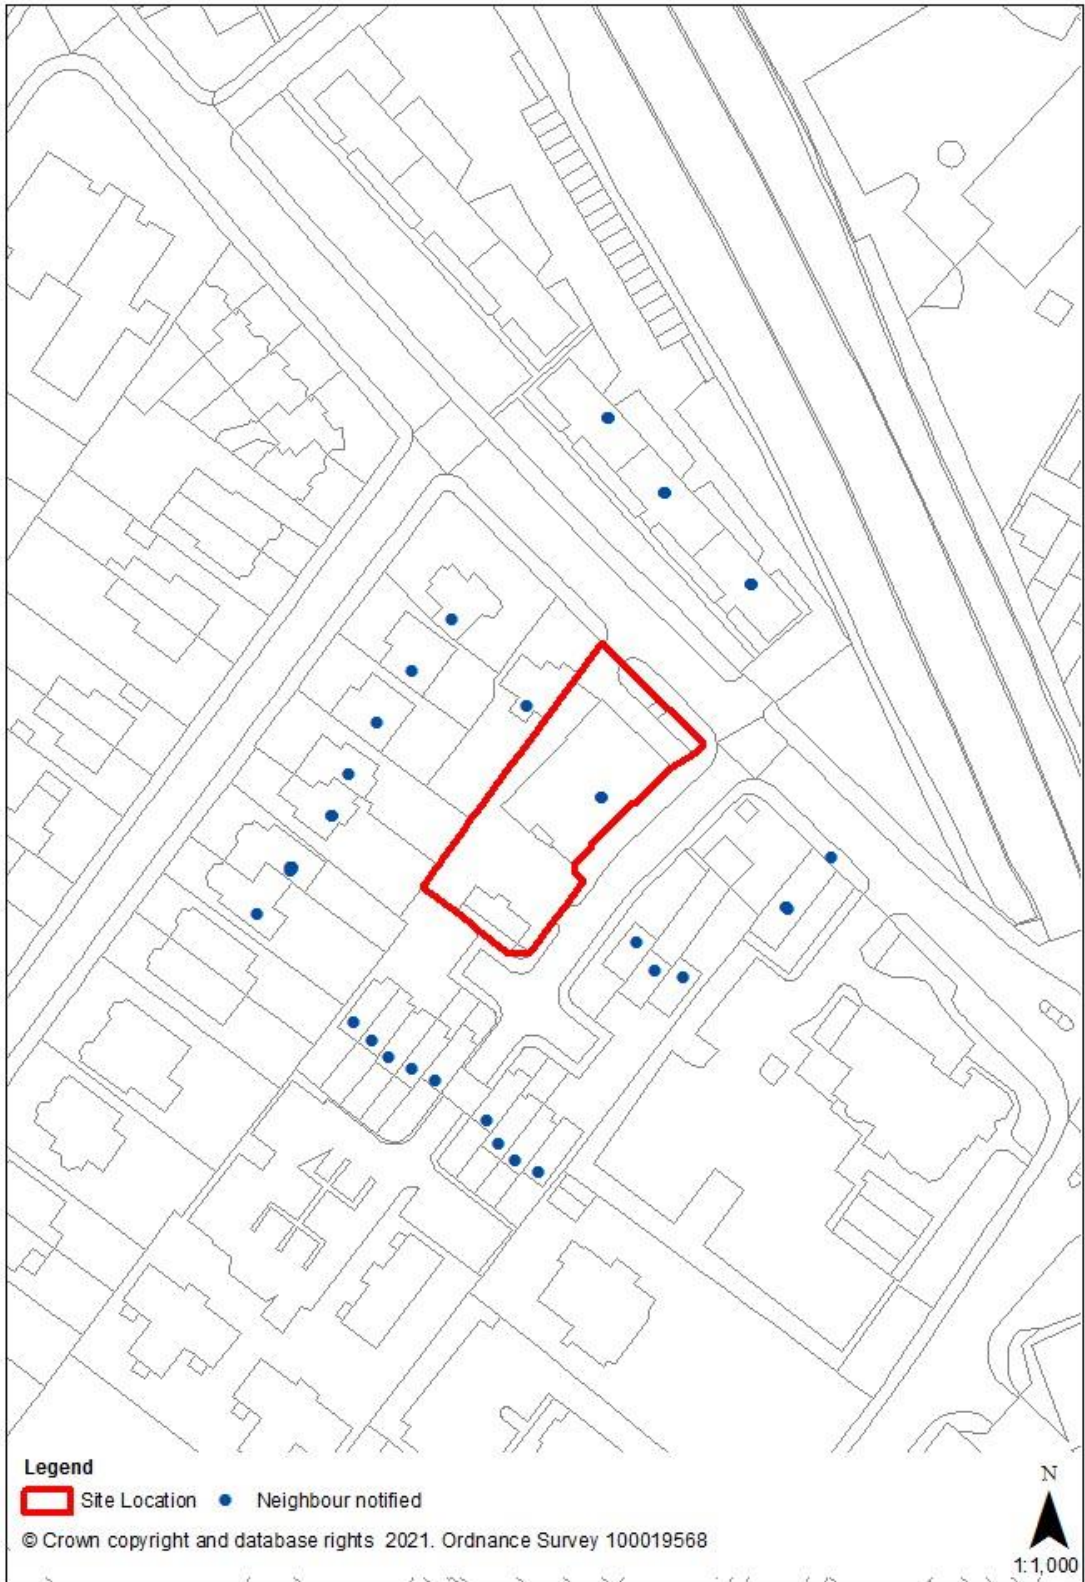 Legend
Site Location Neighbour notified
© Crown copyright and database rights 2021. Ordnance Survey 100019568
N
1:1,000